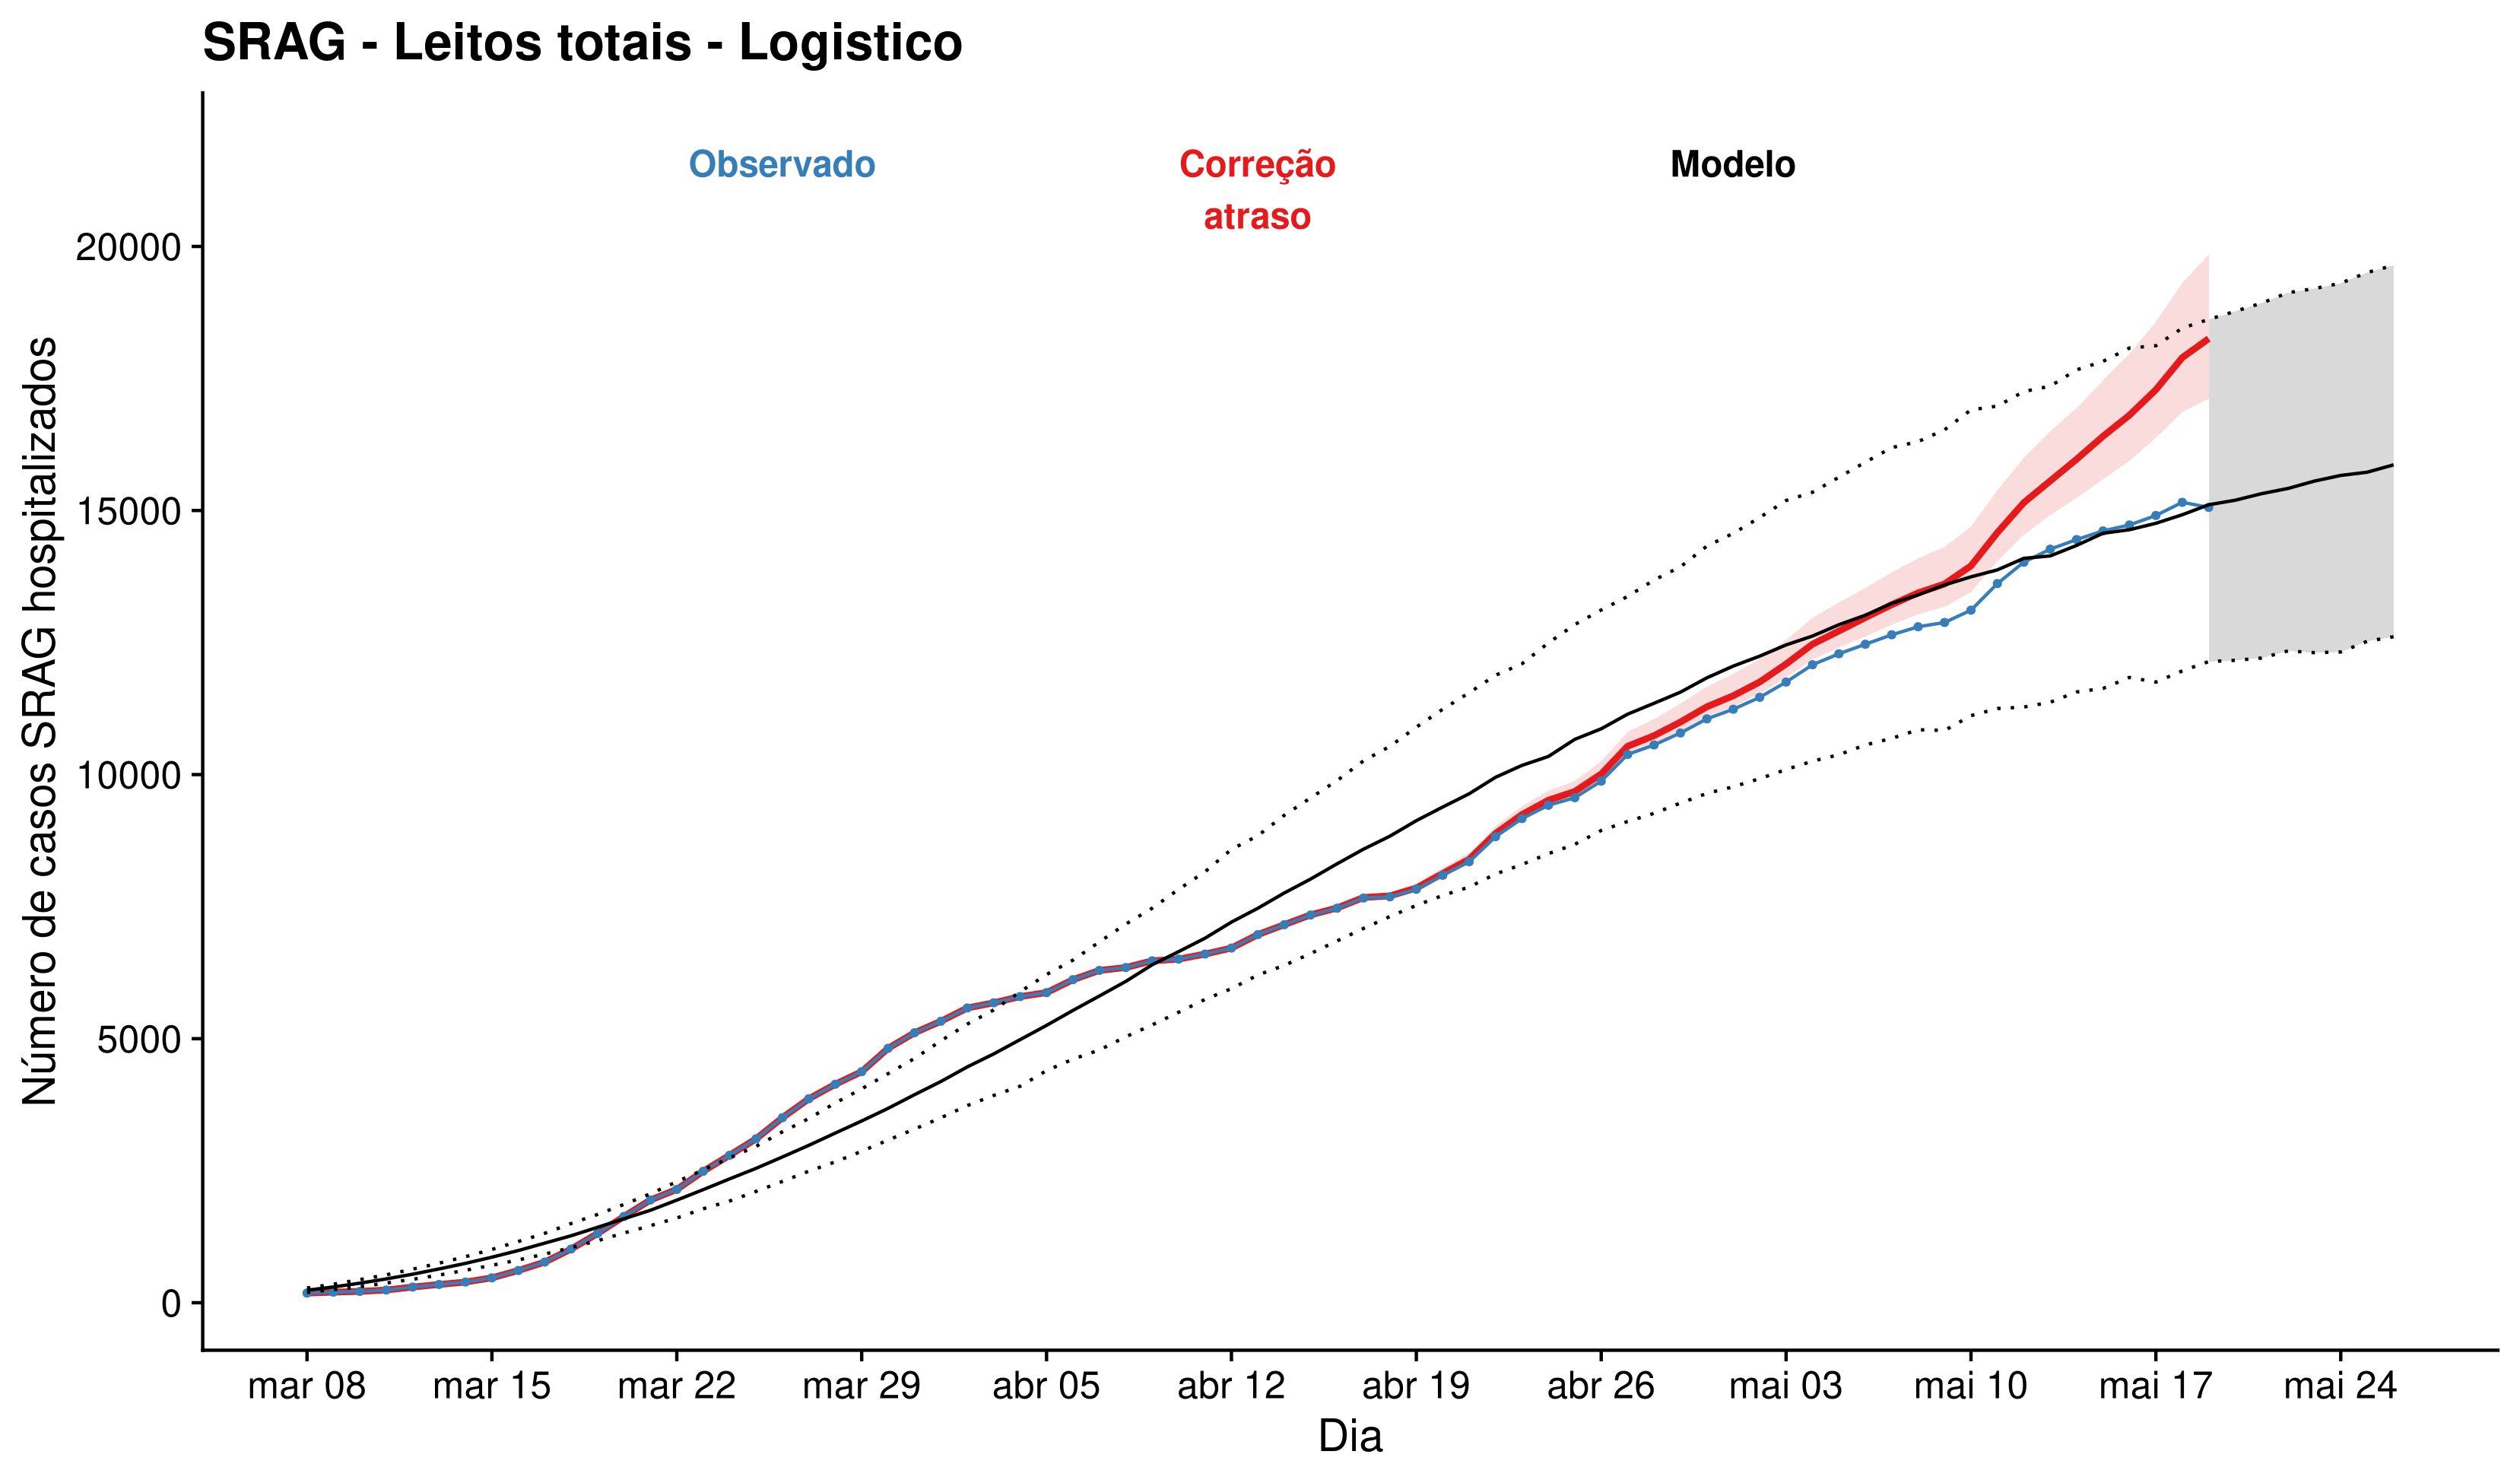 SRAG - Leitos totais - Logistico
Observado
Correção
atraso
Modelo
Número de casos SRAG hospitalizados
20000
15000
10000
5000
0
mar 08 mar 15 mar 22 mar 29 abr 05 abr 12 abr 19 abr 26 mai 03 mai 10 mai 17 mai 24
Dia